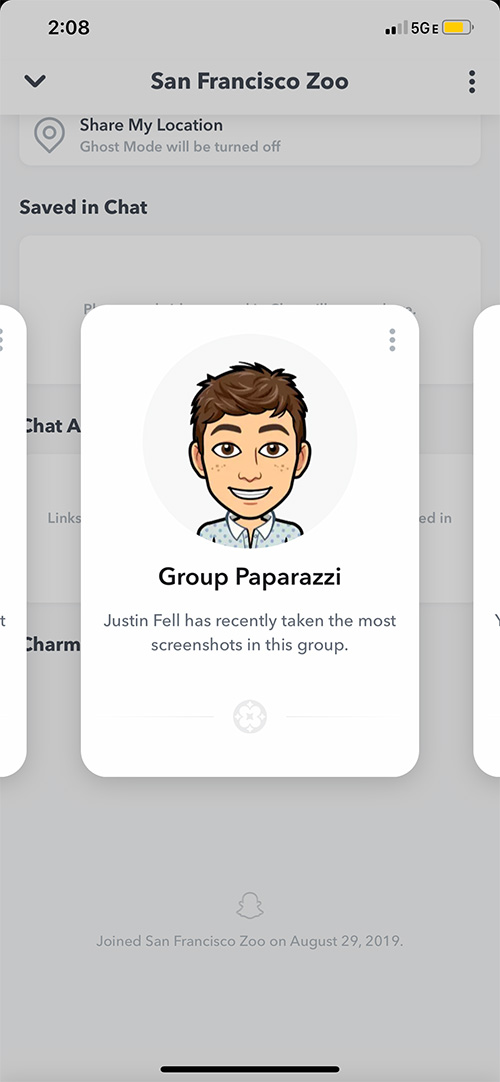 2:08
5GE
San Francisco Zoo
Share My Location
Ghost Mode will be turned off
Saved in Chat
Chat A
Links
ed in
Group Paparazzi
Justin Fell has recently taken the most
screenshots in this group.
t
Y
Charm
Joined San Francisco Zoo on August 29, 2019.